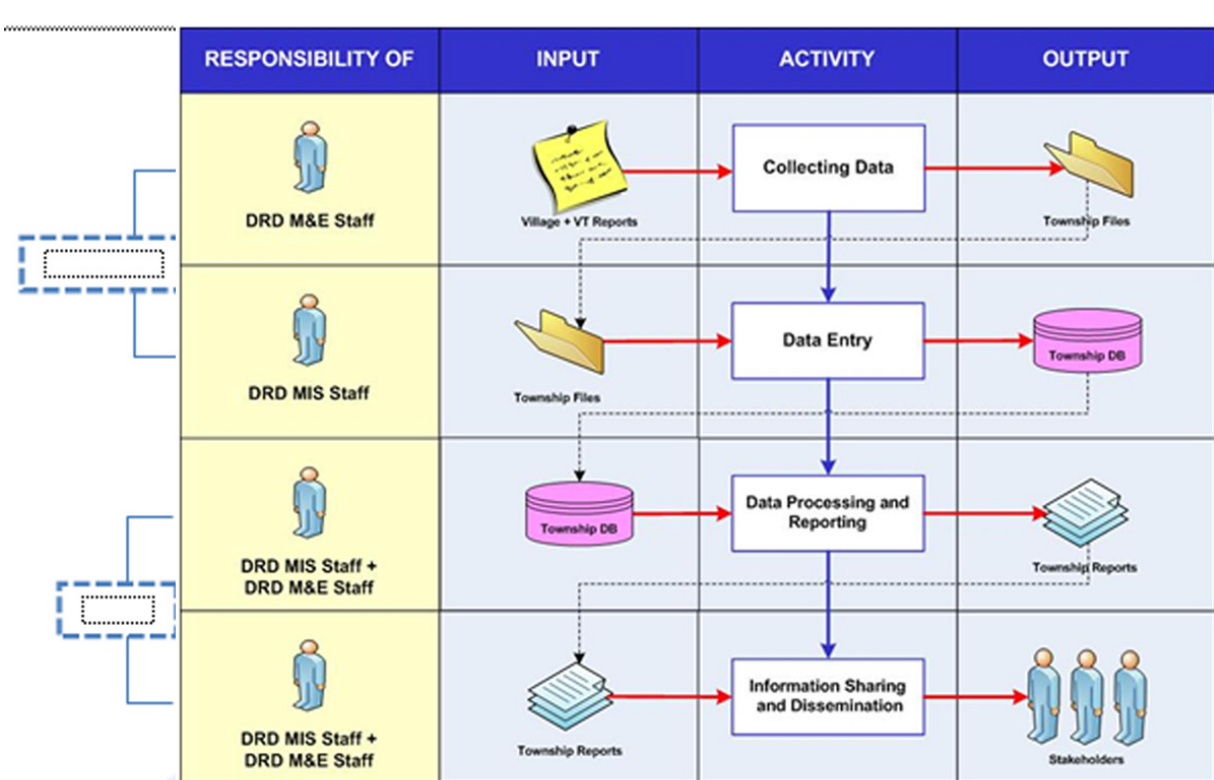 RESPONSIBILITY OF
INPUT
ACTIVITY
OUTPUT
DRD M&E Staff
Village + VT Reports
Collecting Data
Township Files
DRD MIS Staff
Township Files
Data Entry
Township DB
DRD MIS Staff +
DRD M&E Staff
Township DB
Data Processing and
Reporting
Township Reports
DRD MIS Staff +
DRD M&E Staff
Township Reports
Information Sharing
and Dissemination
Stakeholders